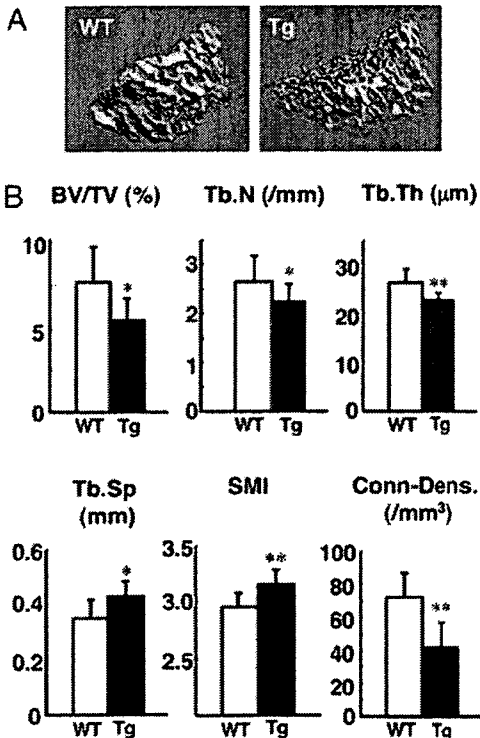 A
WT
Tg
B BV/TV (%) Tb.N (/mm) Tb.Th (μm)
10
5
0
*
WT Tg
3
2
1
0
*
WT Tg
30
20
10
0
**
WT Tg
Tb.Sp
(mm)
0.6
0.4
0.2
0
*
WT Tg
SMI
3.5
3.0
2.5
**
WT Tg
Conn-Dens.
(/mm³)
100
80
60
40
20
0
**
WT Tg